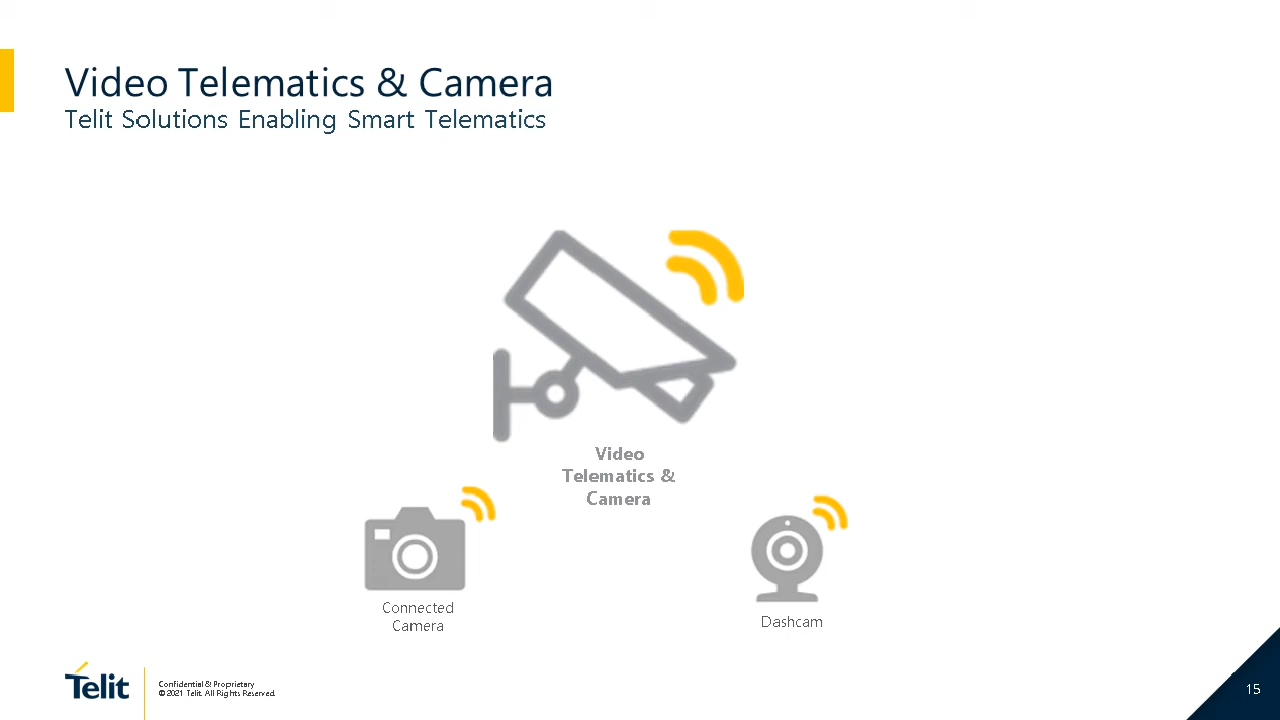 Video Telematics & Camera
Telit Solutions Enabling Smart Telematics
Video
Telematics &
Camera
Connected
Camera
Dashcam
Telit
Confidential & Proprietary
©2021 Telit. All Rights Reserved.
15